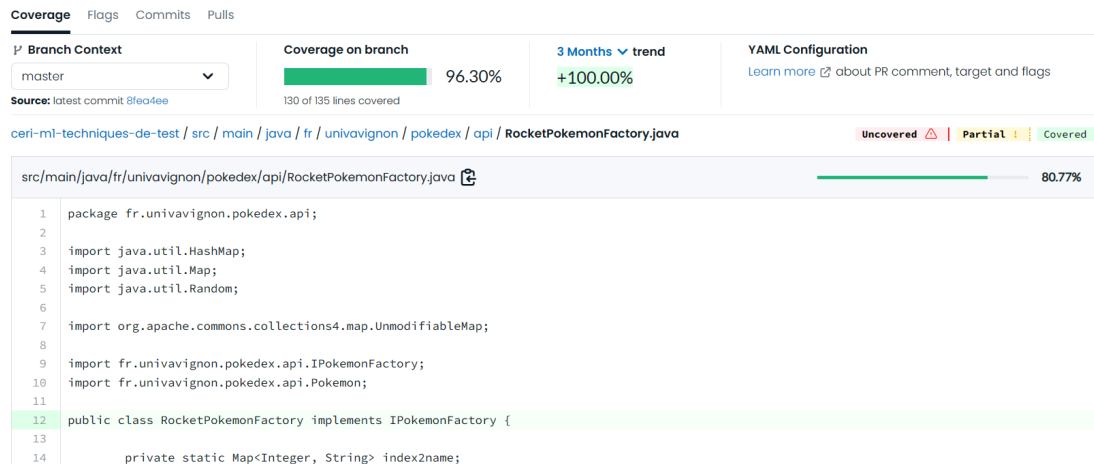 Coverage Flags Commits Pulls
Branch Context
master
Source: latest commit 8fea4ee
Coverage on branch
96.30%
130 of 135 lines covered
3 Months trend
+100.00%
YAML Configuration
Learn more about PR comment, target and flags
ceri-m1-techniques-de-test / src / main / java / fr / univavignon / pokedex / api / RocketPokemonFactory.java
Uncovered Partial ! Covered
src/main/java/fr/univavignon/pokedex/api/RocketPokemonFactory.java 80.77%
1 package fr.univavignon.pokedex.api;
2
3 import java.util.HashMap;
4 import java.util.Map;
5 import java.util.Random;
6
7 import org.apache.commons.collections4.map.UnmodifiableMap;
8
9 import fr.univavignon.pokedex.api.IPokemonFactory;
10 import fr.univavignon.pokedex.api.Pokemon;
11
12 public class RocketPokemonFactory implements IPokemonFactory {
13
14 private static Map<Integer, String> index2name;